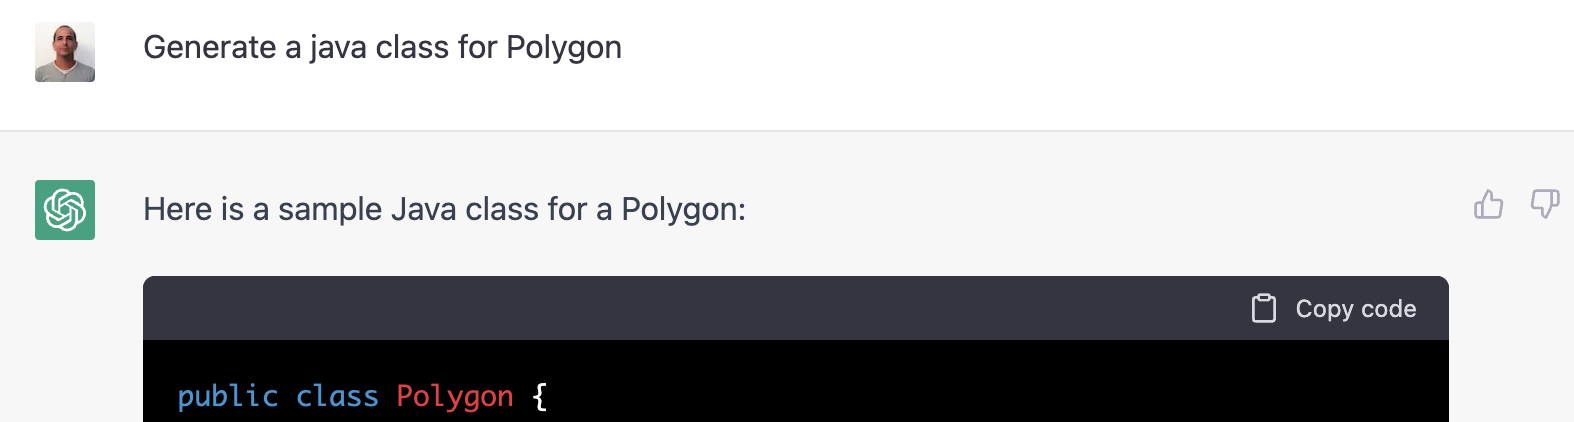 Generate a java class for Polygon
Here is a sample Java class for a Polygon:
Copy code
public class Polygon {